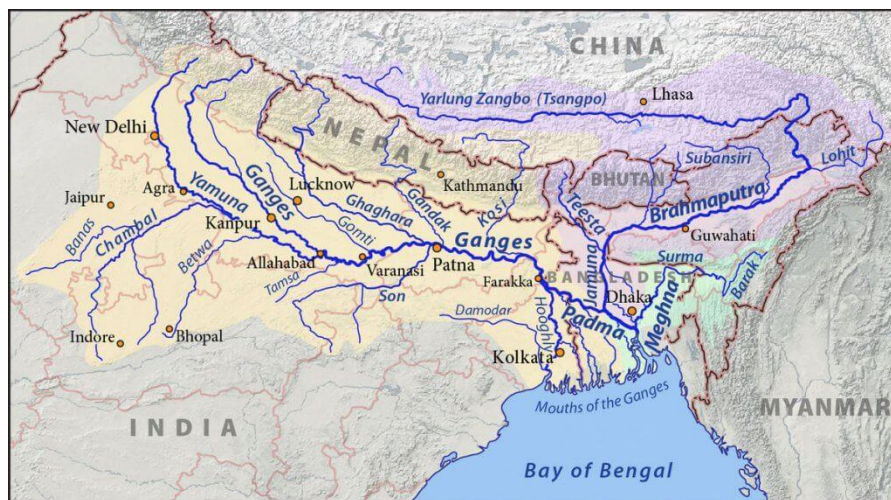 CHINA
Yarlung Zangbo (Tsangpo)
Lhasa
New Delhi
NEPAL
Subansiri
Lohit
Agra
Yamuna
Ganges
Lucknow
Kathmandu
BHUTAN
Jaipur
Ghaghara
Gandak
Kosi
Teesta
Brahmaputra
Banas
Chambal
Kanpur
Gomti
Ganges
Guwahati
Betwa
Allahabad
Varanasi
Patna
Surma
Barak
Tamsa
Son
Farakka
BANGLADESH
Jamuna
Dhaka
Meghna
Damodar
Hooghly
Padma
Indore
Bhopal
Kolkata
Mouths of the Ganges
MYANMAR
INDIA
Bay of Bengal